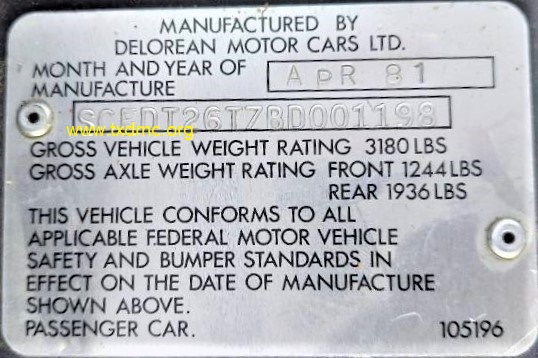 MANUFACTURED BY
DELOREAN MOTOR CARS LTD.
MONTH AND YEAR OF
MANUFACTURE
APR 81
SCEDT26T7BD001198
www.txdmc.org
GROSS VEHICLE WEIGHT RATING 3180 LBS
GROSS AXLE WEIGHT RATING FRONT 1244 LBS
REAR 1936 LBS
THIS VEHICLE CONFORMS TO ALL
APPLICABLE FEDERAL MOTOR VEHICLE
SAFETY AND BUMPER STANDARDS IN
EFFECT ON THE DATE OF MANUFACTURE
SHOWN ABOVE.
PASSENGER CAR. 105196